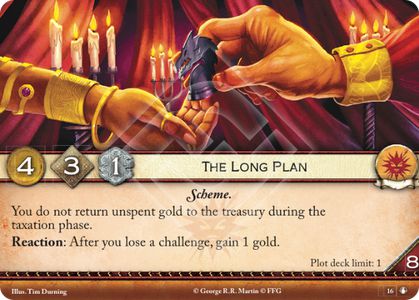 4 3 1 THE LONG PLAN
Scheme.
You do not return unspent gold to the treasury during the
taxation phase.
Reaction: After you lose a challenge, gain 1 gold.
Plot deck limit: 1
8
Illus. Tim Durning © George R.R. Martin © FFG 16